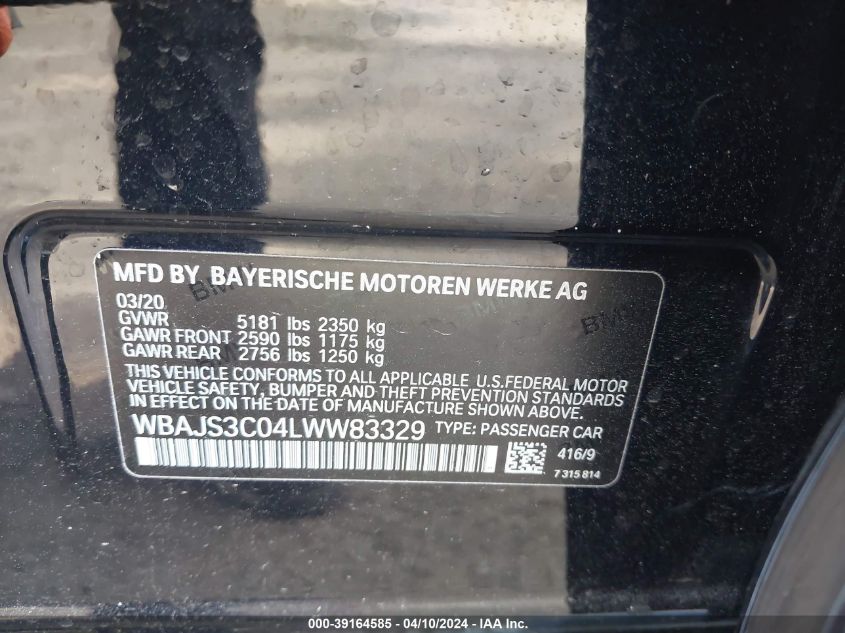 MFD BY BAYERISCHE MOTOREN WERKE AG
03/20
GVWR 5181 lbs 2350 kg
GAWR FRONT 2590 lbs 1175 kg
GAWR REAR 2756 lbs 1250 kg
THIS VEHICLE CONFORMS TO ALL APPLICABLE U.S.FEDERAL MOTOR
VEHICLE SAFETY, BUMPER AND THEFT PREVENTION STANDARDS
IN EFFECT ON THE DATE OF MANUFACTURE SHOWN ABOVE.
WBAJS3C04LWW83329 TYPE: PASSENGER CAR
416/9
7 315 814
000-39164585 - 04/10/2024 - IAA Inc.